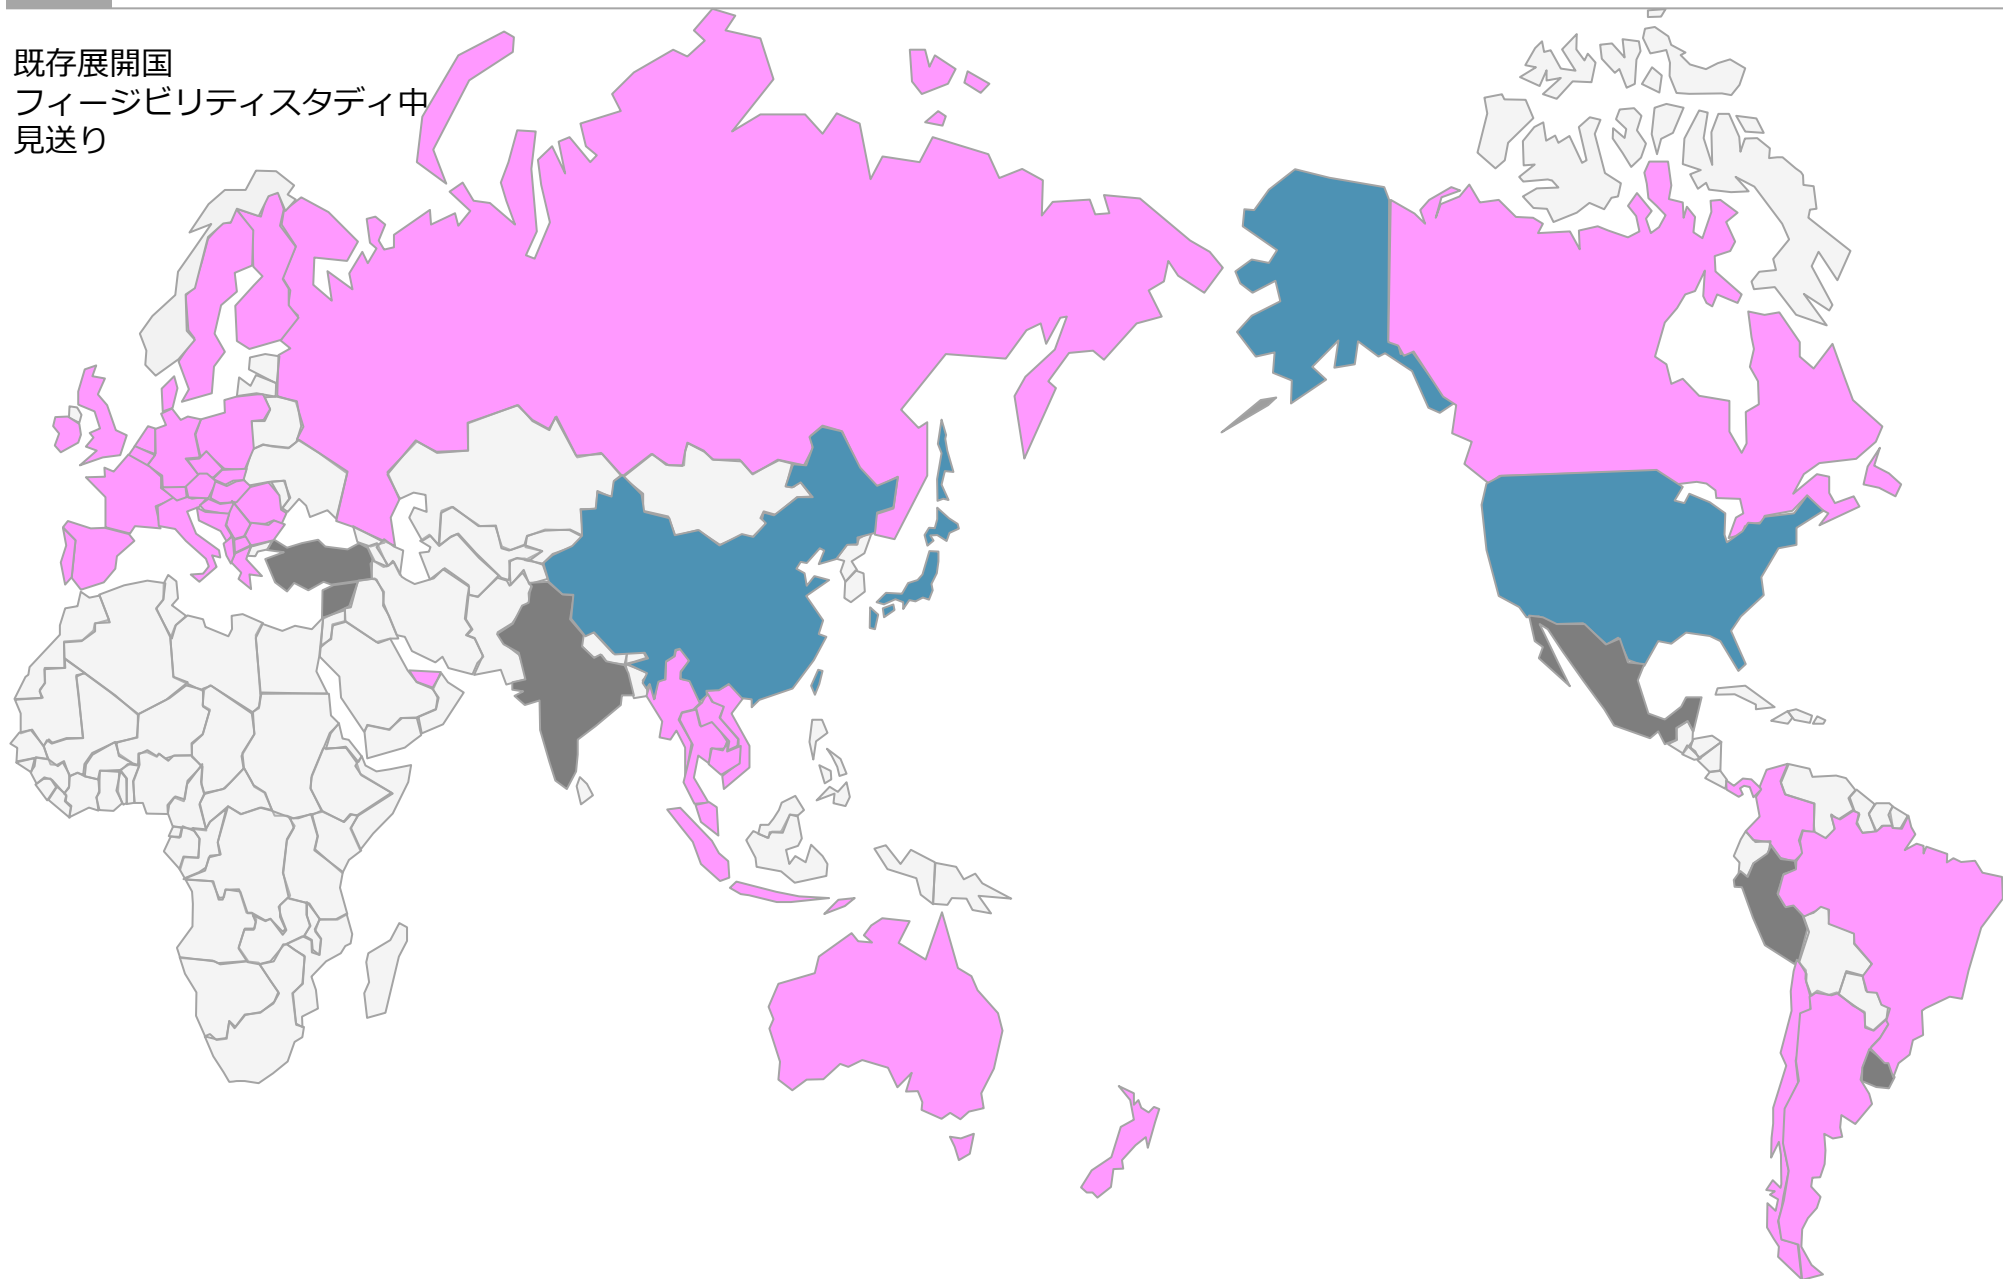 既存展開国
フィージビリティスタディ中
見送り